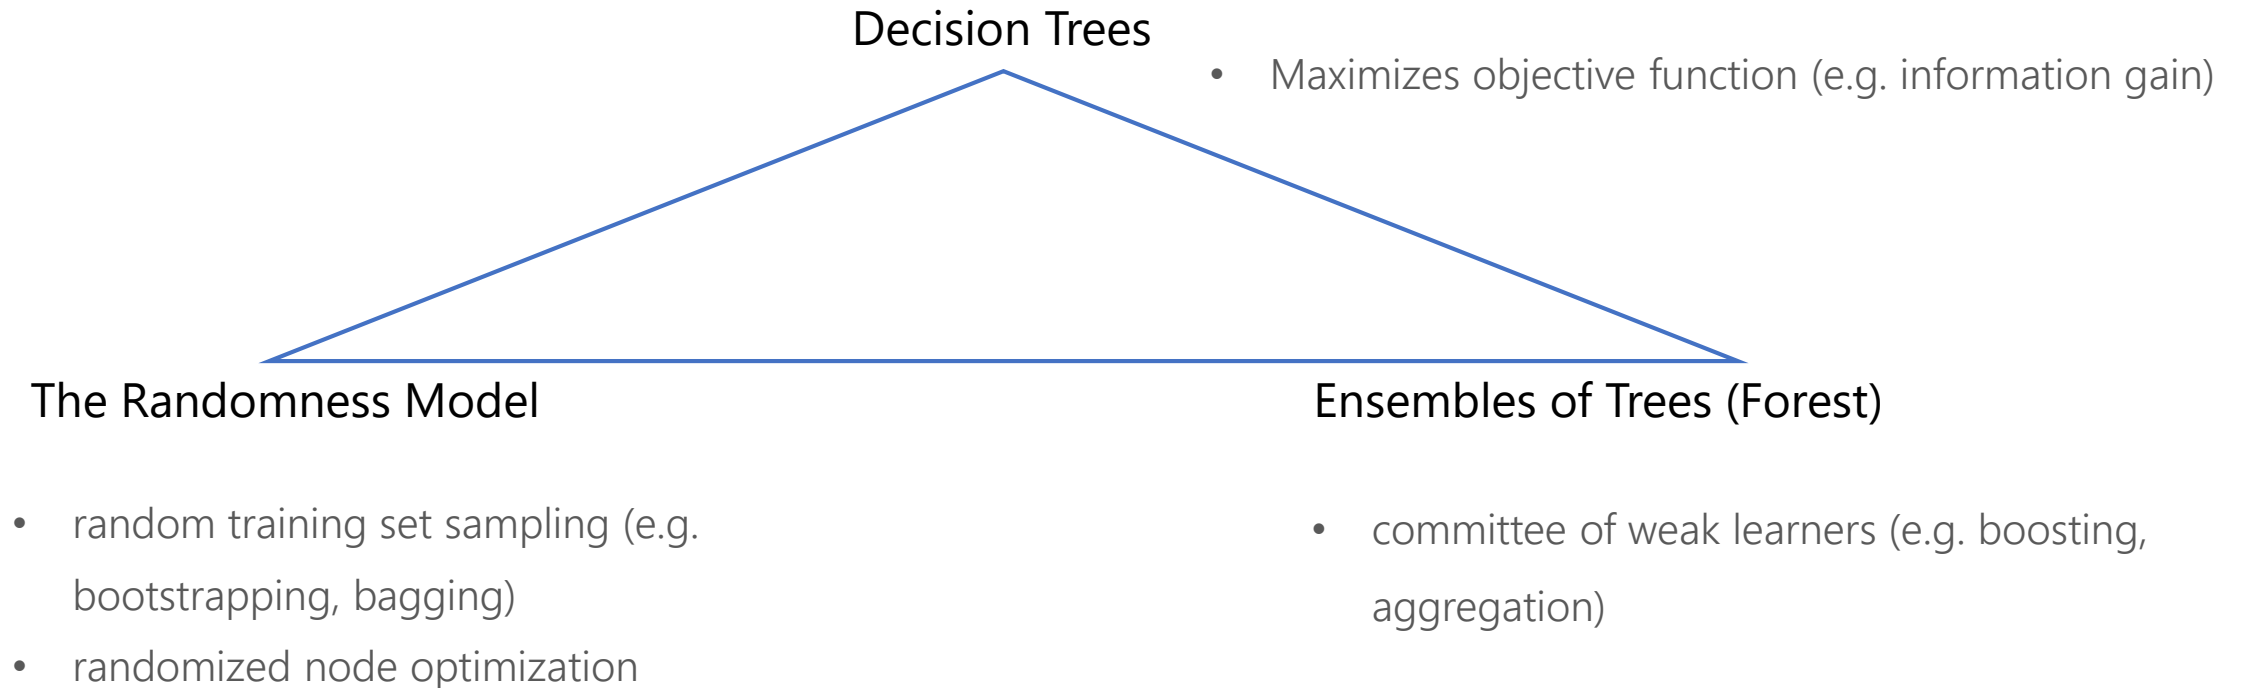 Decision Trees
• Maximizes objective function (e.g. information gain)
The Randomness Model
• random training set sampling (e.g.
bootstrapping, bagging)
• randomized node optimization
Ensembles of Trees (Forest)
• committee of weak learners (e.g. boosting,
aggregation)